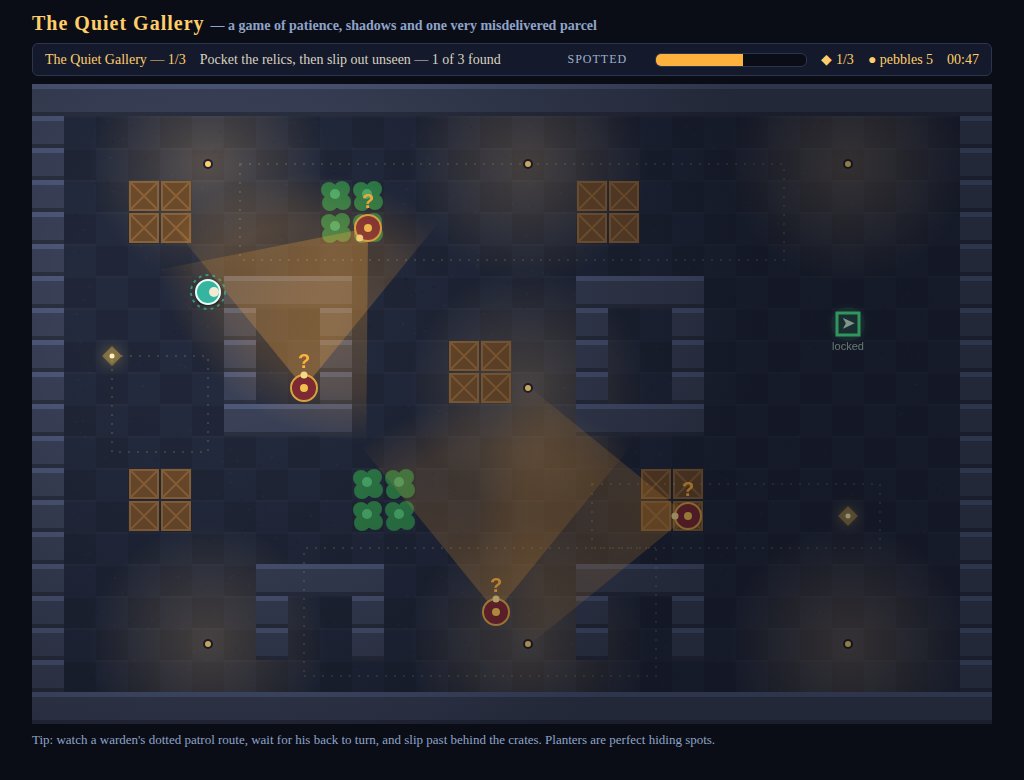 The Quiet Gallery — a game of patience, shadows and one very misdelivered parcel
The Quiet Gallery — 1/3 Pocket the relics, then slip out unseen — 1 of 3 found SPOTTED ◆ 1/3 ● pebbles 5 00:47
?
?
locked
?
?
Tip: watch a warden's dotted patrol route, wait for his back to turn, and slip past behind the crates. Planters are perfect hiding spots.